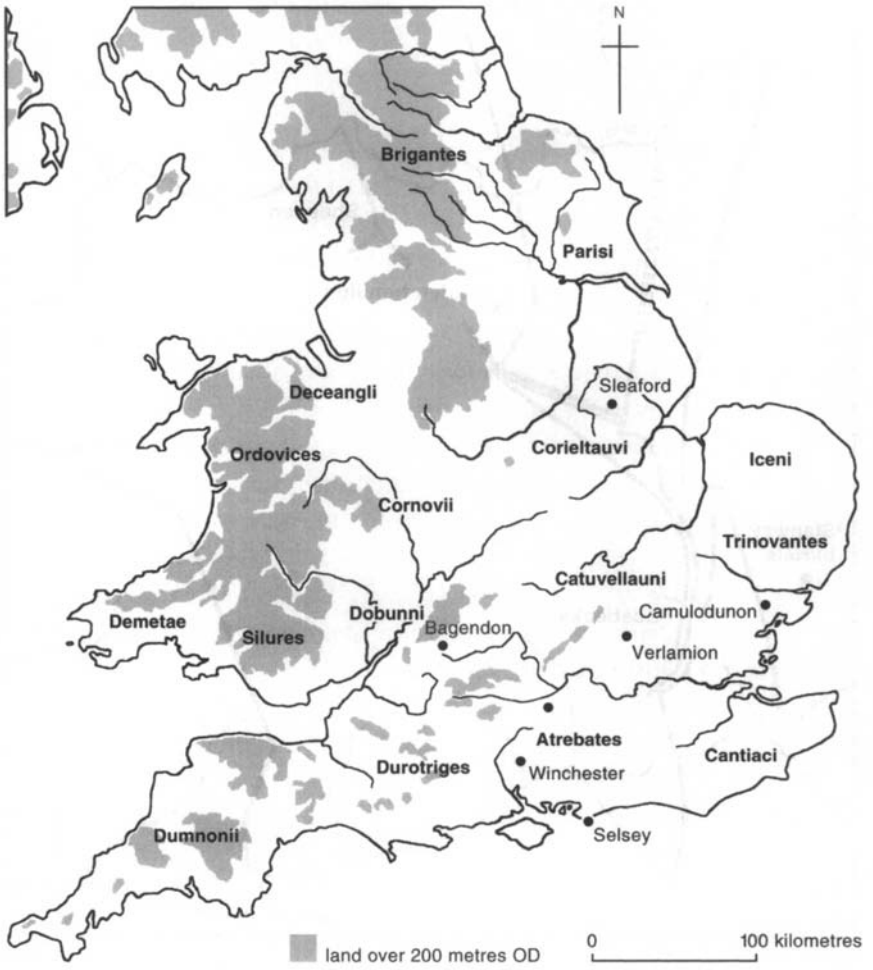 N
Brigantes
Parisi
Deceangli
Sleaford
Ordovices
Corieltauvi
Iceni
Cornovii
Trinovantes
Catuvellauni
Camulodunon
Demetae
Dobunni
Bagendon
Silures
Verlamion
Atrebates
Cantiaci
Durotriges
Winchester
Dumnonii
Selsey
land over 200 metres OD
0
100 kilometres